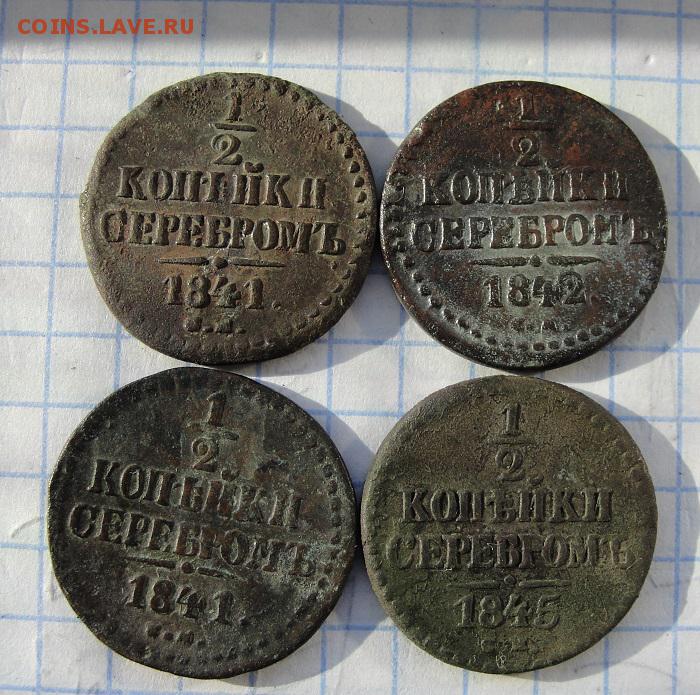 COINS.LAVE.RU
1
2
КОПѢЙКИ
СЕРЕБРОМЪ
1841.
С.М.
1
2.
КОПѢЙКИ
СЕРЕБРОМЪ
1842.
С.М.
1
2.
КОПѢЙКИ
СЕРЕБРОМЪ
1841.
С.М.
1
2.
КОПѢЙКИ
СЕРЕБРОМЪ
1845
С.М.